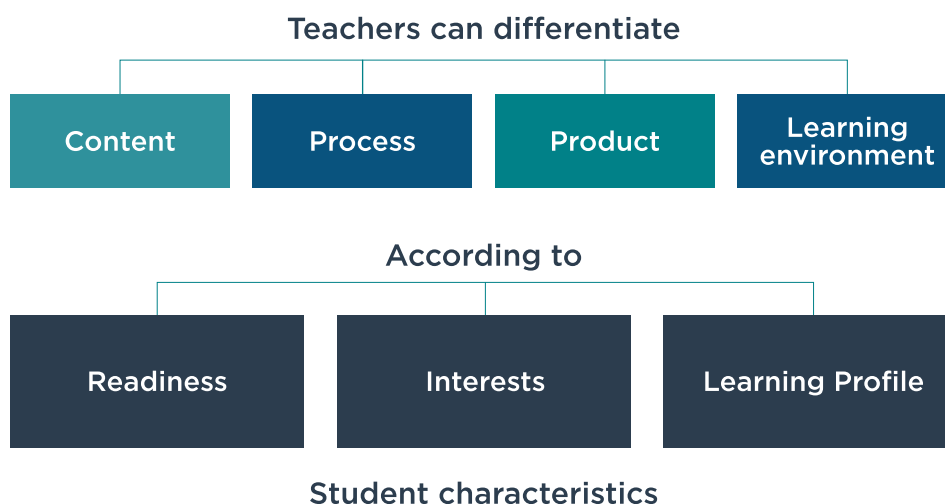 Teachers can differentiate
Content
Process
Product
Learning
environment
According to
Readiness
Interests
Learning Profile
Student characteristics